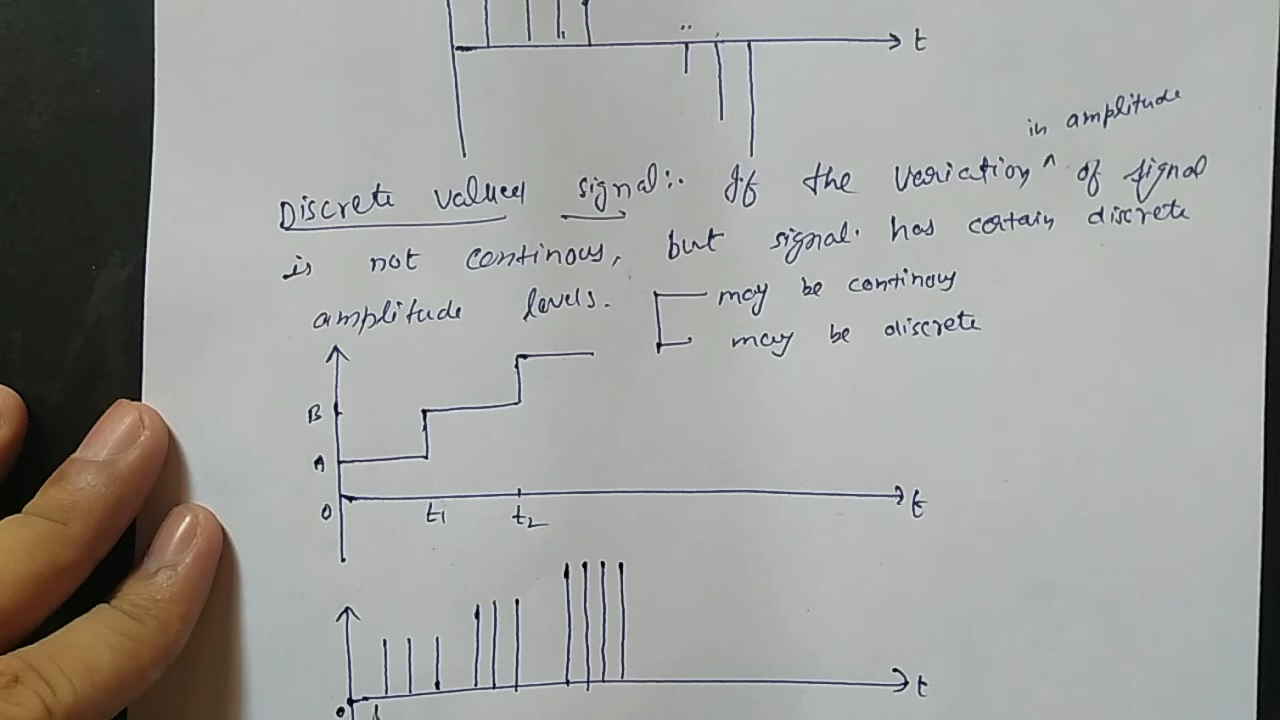 t
in amplitude
Discrete valued signal:. If the variation ^ of signal
is not continous, but signal. has certain discrete
amplitude levels.
may be continous
may be discrete
B
A
0
t1 t2 t
0 t